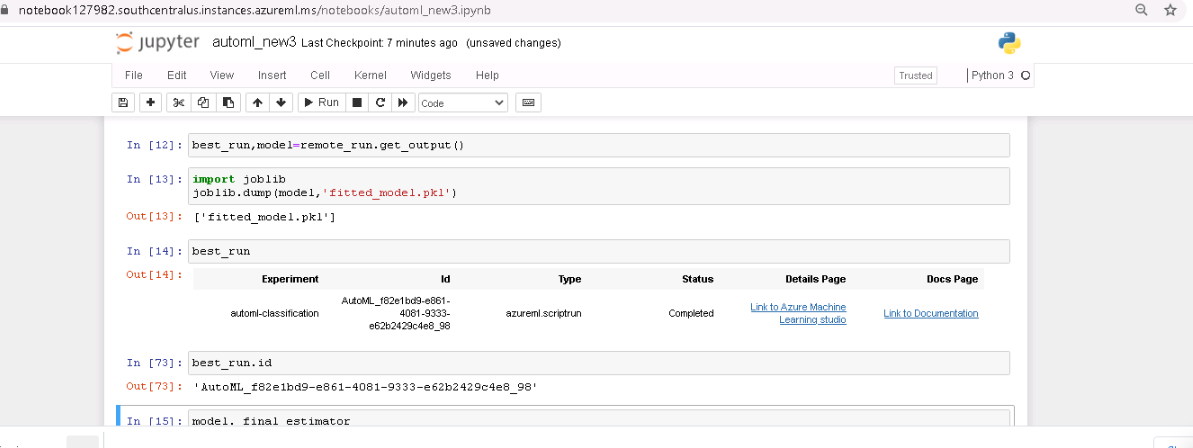 notebook127982.southcentralus.instances.azureml.ms/notebooks/automl_new3.ipynb
jupyter automl_new3 Last Checkpoint: 7 minutes ago (unsaved changes)
File Edit View Insert Cell Kernel Widgets Help Trusted Python 3
Run Code
In [12]: best_run,model=remote_run.get_output()
In [13]: import joblib
joblib.dump(model,'fitted_model.pkl')
Out[13]: ['fitted_model.pkl']
In [14]: best_run
Out[14]: Experiment Id Type Status Details Page Docs Page
automl-classification AutoML_f82e1bd9-e861-4081-9333-e62b2429c4e8_98 azureml.scriptrun Completed Link to Azure Machine Learning studio Link to Documentation
In [73]: best_run.id
Out[73]: 'AutoML_f82e1bd9-e861-4081-9333-e62b2429c4e8_98'
In [15]: model._final_estimator